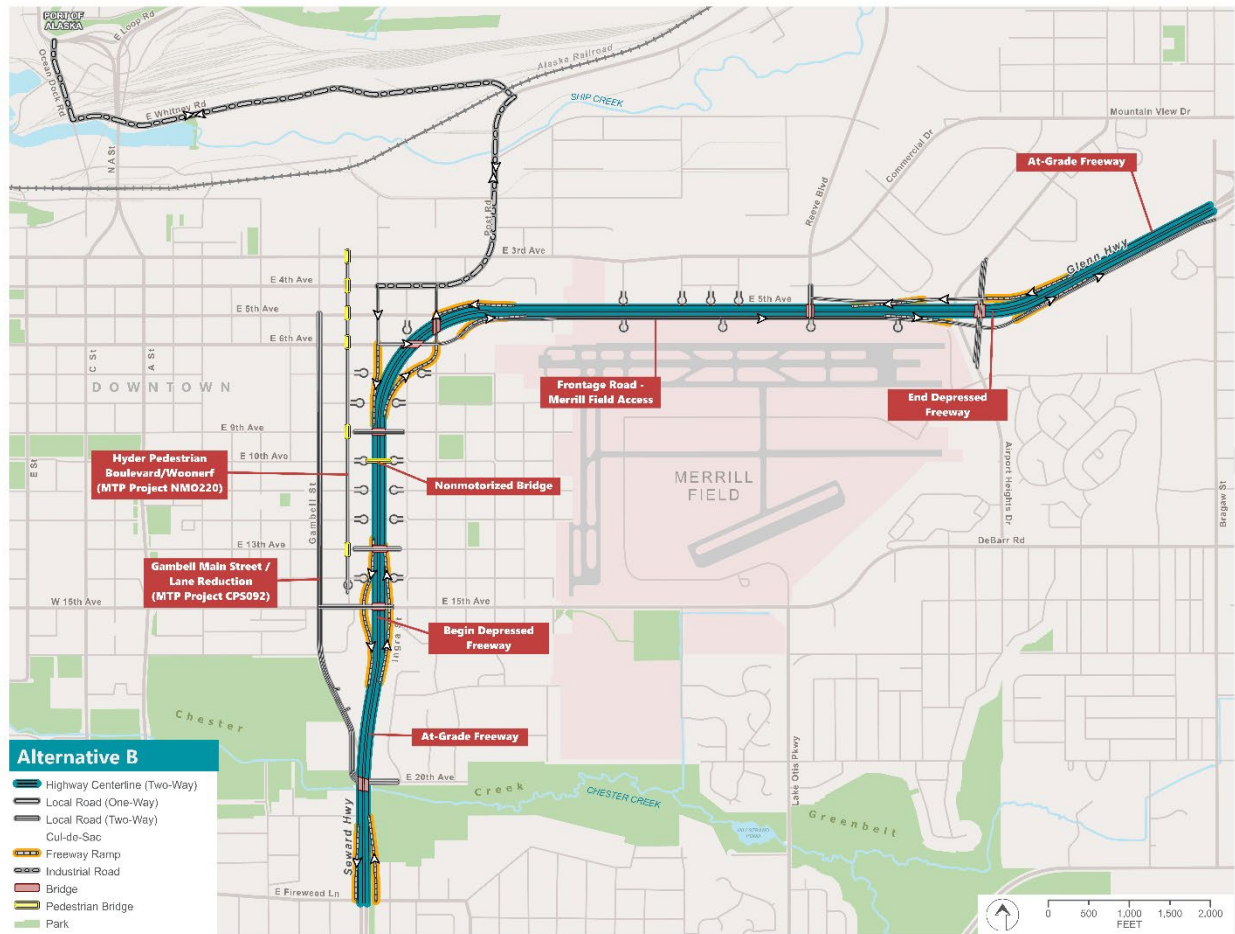 PORT OF
ALASKA
E Loop Rd
Ocean Dock Rd
Alaska Railroad
E Whitney Rd
SHIP CREEK
N A St
Post Rd
Mountain View Dr
Commercial Dr
Reeve Blvd
At-Grade Freeway
Glenn Hwy
E 3rd Ave
E 4th Ave
E 5th Ave
E 5th Ave
E 6th Ave
C St
A St
DOWNTOWN
Frontage Road -
Merrill Field Access
End Depressed
Freeway
E 9th Ave
E 10th Ave
E St
Hyder Pedestrian
Boulevard/Woonerf
(MTP Project NMO220)
Nonmotorized Bridge
Gambell St
MERRILL
FIELD
Airport Heights Dr
Bragaw St
E 13th Ave
DeBarr Rd
Gambell Main Street /
Lane Reduction
(MTP Project CPS092)
W 15th Ave
E 15th Ave
Ingra St
Begin Depressed
Freeway
At-Grade Freeway
Chester
Creek
CHESTER CREEK
Greenbelt
E 20th Ave
Lake Otis Pkwy
Seward Hwy
E Fireweed Ln
Alternative B
Highway Centerline (Two-Way)
Local Road (One-Way)
Local Road (Two-Way)
Cul-de-Sac
Freeway Ramp
Industrial Road
Bridge
Pedestrian Bridge
Park
0 500 1,000 1,500 2,000
FEET